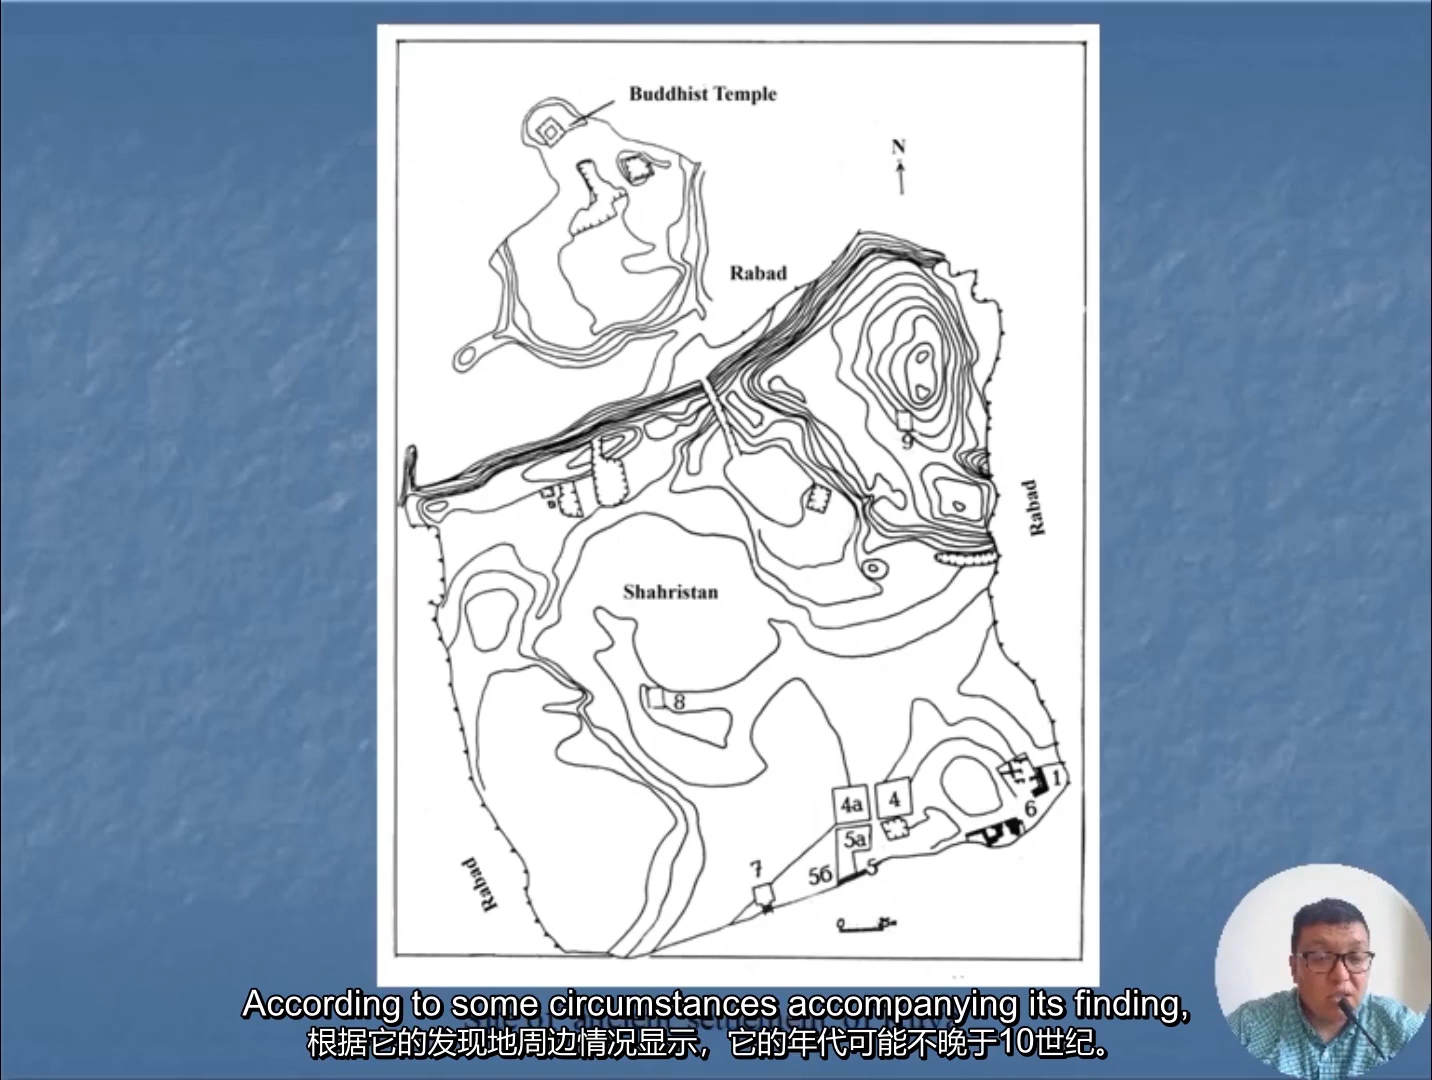 Buddhist Temple
N
Rabad
9
Rabad
Shahristan
8
1
4a
4
6
5a
7
5б
5
Rabad
0
According to some circumstances accompanying its finding,
根据它的发现地周边情况显示，它的年代可能不晚于10世纪。